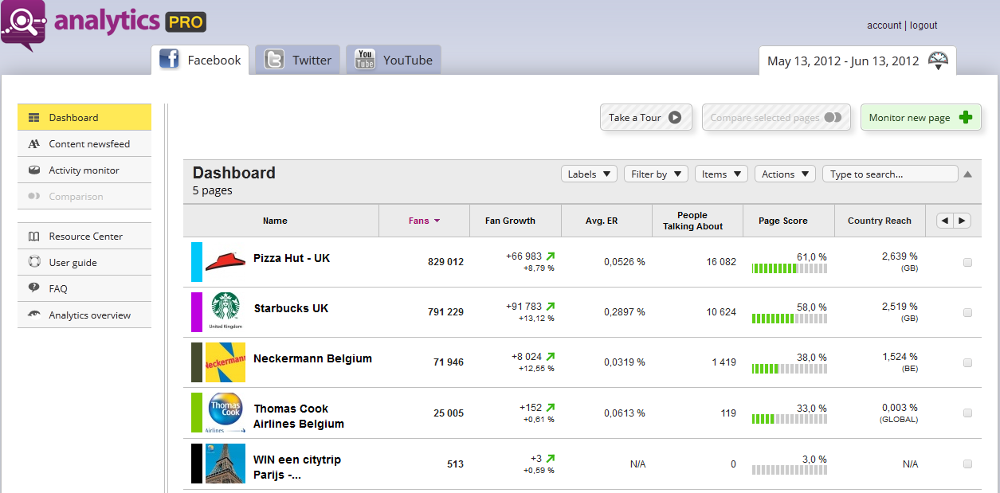 analytics PRO
account | logout
Facebook
Twitter
You Tube YouTube
May 13, 2012 - Jun 13, 2012
Dashboard
Content newsfeed
Activity monitor
Comparison
Resource Center
User guide
FAQ
Analytics overview
Take a Tour
Compare selected pages
Monitor new page
Dashboard
5 pages
Labels
Filter by
Items
Actions
Type to search...
Name Fans Fan Growth Avg. ER People Talking About Page Score Country Reach
Pizza Hut - UK 829 012 +66 983 0,0526 % 16 082 61,0 % 2,639 %
+8,79 % (GB)
Starbucks UK 791 229 +91 783 0,2897 % 10 624 58,0 % 2,519 %
United Kingdom +13,12 % (GB)
Neckermann Neckermann Belgium 71 946 +8 024 0,0319 % 1 419 38,0 % 1,524 %
+12,55 % (BE)
Thomas Cook Airlines
Thomas Cook
Airlines Belgium 25 005 +152 0,0613 % 119 33,0 % 0,003 %
+0,61 % (GLOBAL)
WIN een citytrip
Parijs -... 513 +3 N/A 0 3,0 % N/A
+0,59 %